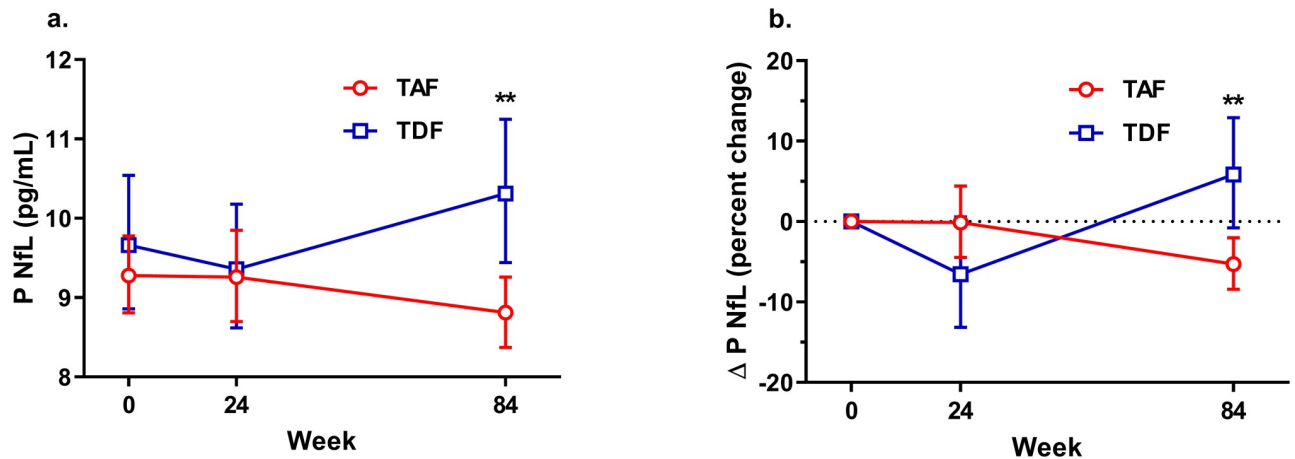 a.
P NfL (pg/mL)
12
11
10
9
8
TAF
TDF
**
0 24 84
Week
b.
Δ P NfL (percent change)
20
10
0
-10
-20
TAF
TDF
**
0 24 84
Week